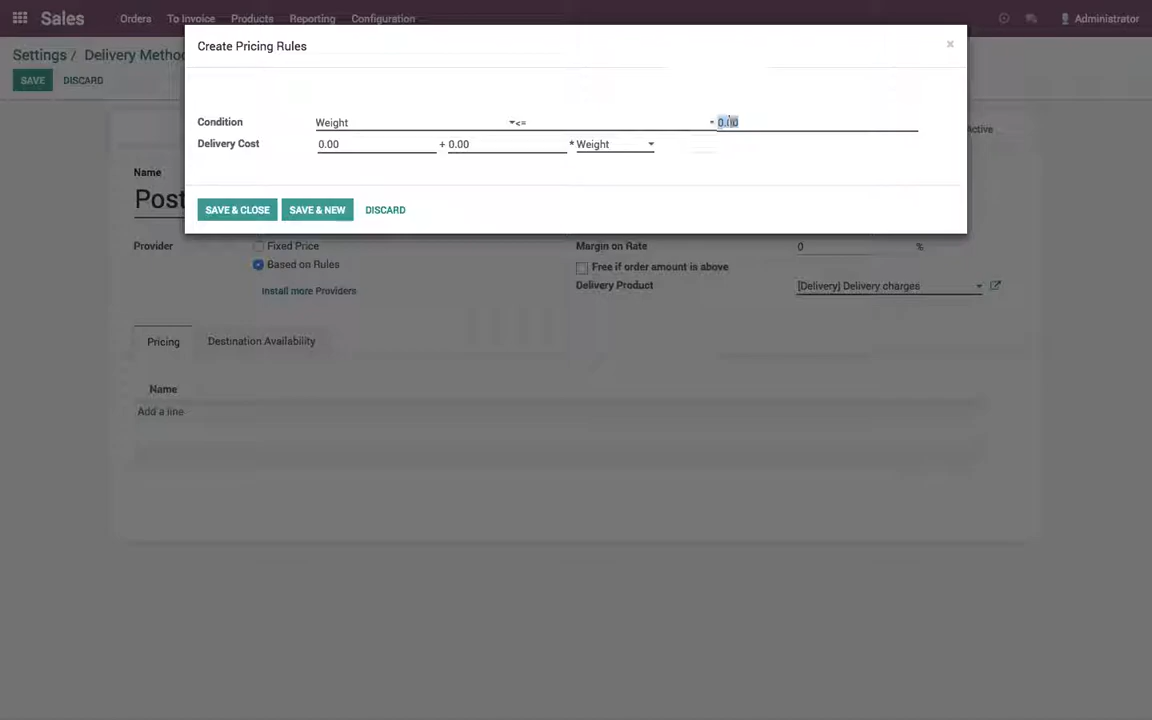 Sales Orders To Invoice Products Reporting Configuration Administrator
Create Pricing Rules ×
Settings / Delivery Metho
SAVE DISCARD
Condition Weight <= 0.00
Delivery Cost 0.00 + 0.00 * Weight
Active
Name
Post
SAVE & CLOSE SAVE & NEW DISCARD
Provider Fixed Price Margin on Rate 0 %
Based on Rules Free if order amount is above
Install more Providers Delivery Product [Delivery] Delivery charges
Pricing Destination Availability
Name
Add a line